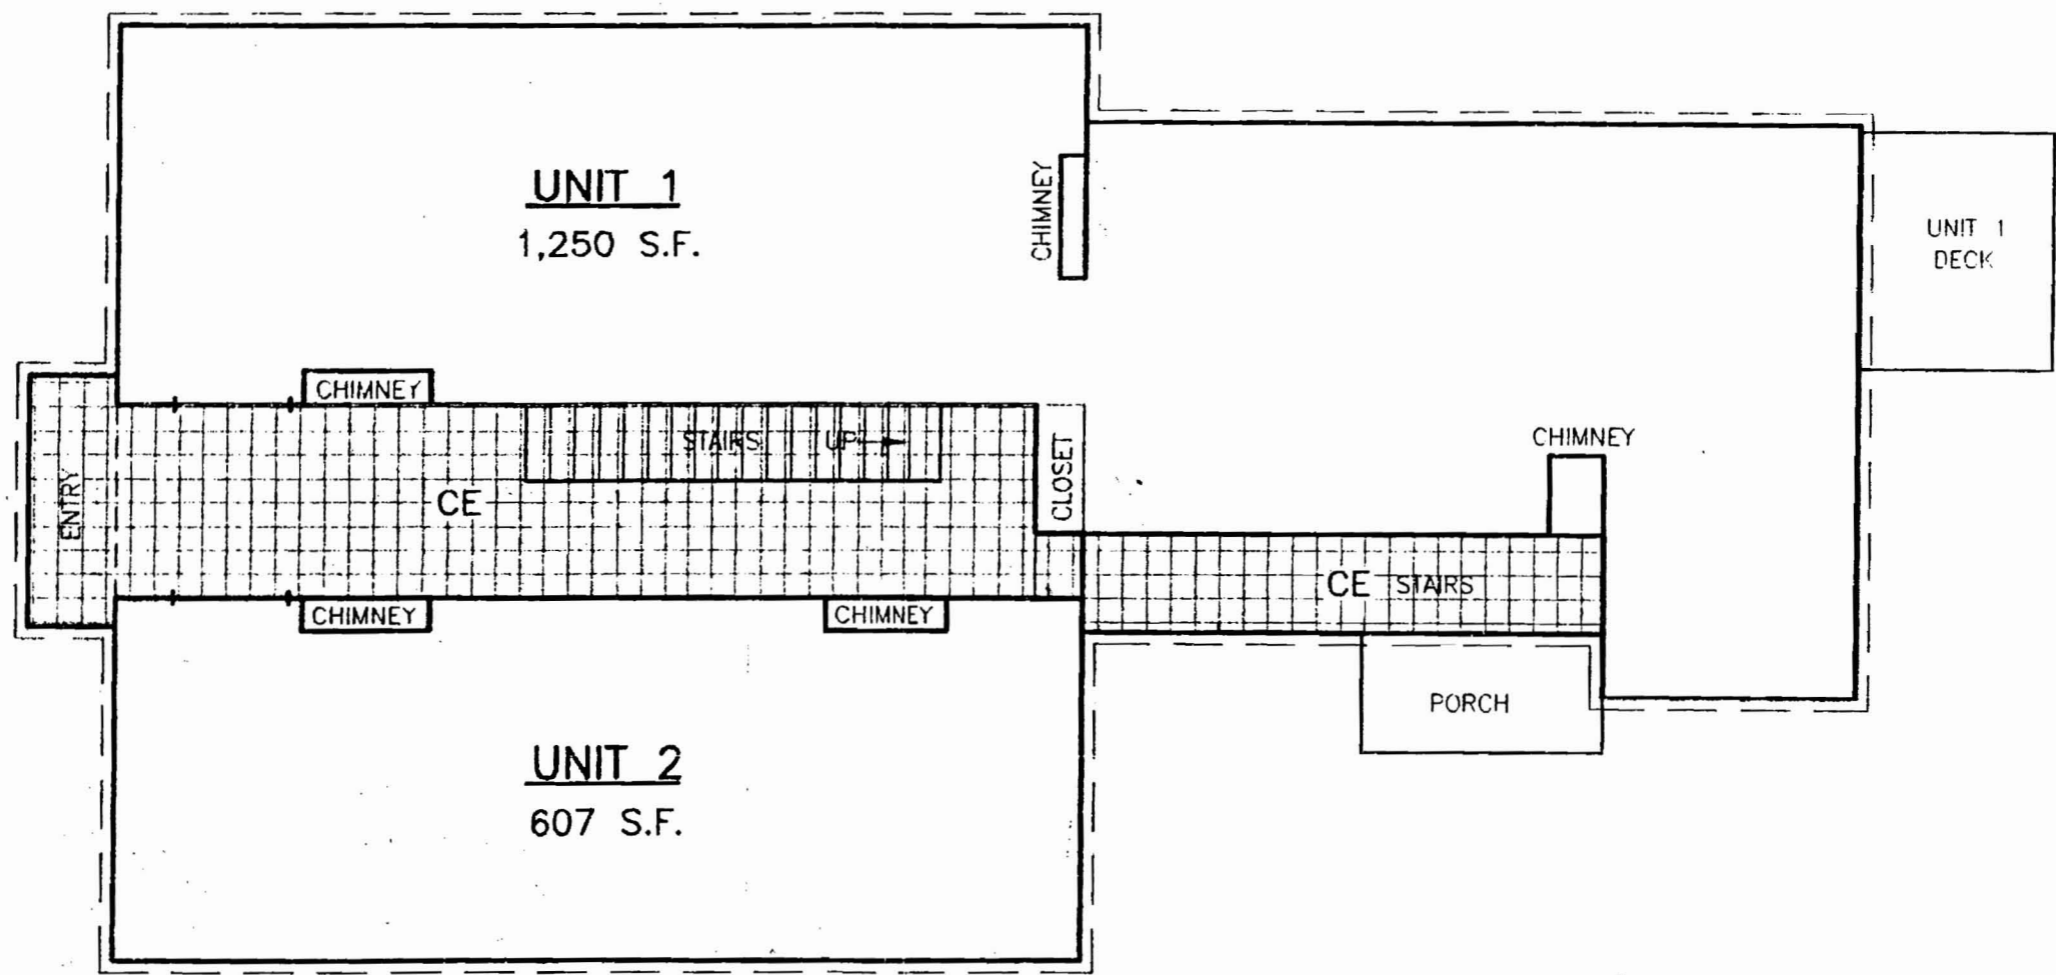 UNIT 1
1,250 S.F.
CHIMNEY
UNIT 1
DECK
CHIMNEY
STAIRS UP
CLOSET
CHIMNEY
ENTRY
CE
CE STAIRS
CHIMNEY
CHIMNEY
PORCH
UNIT 2
607 S.F.